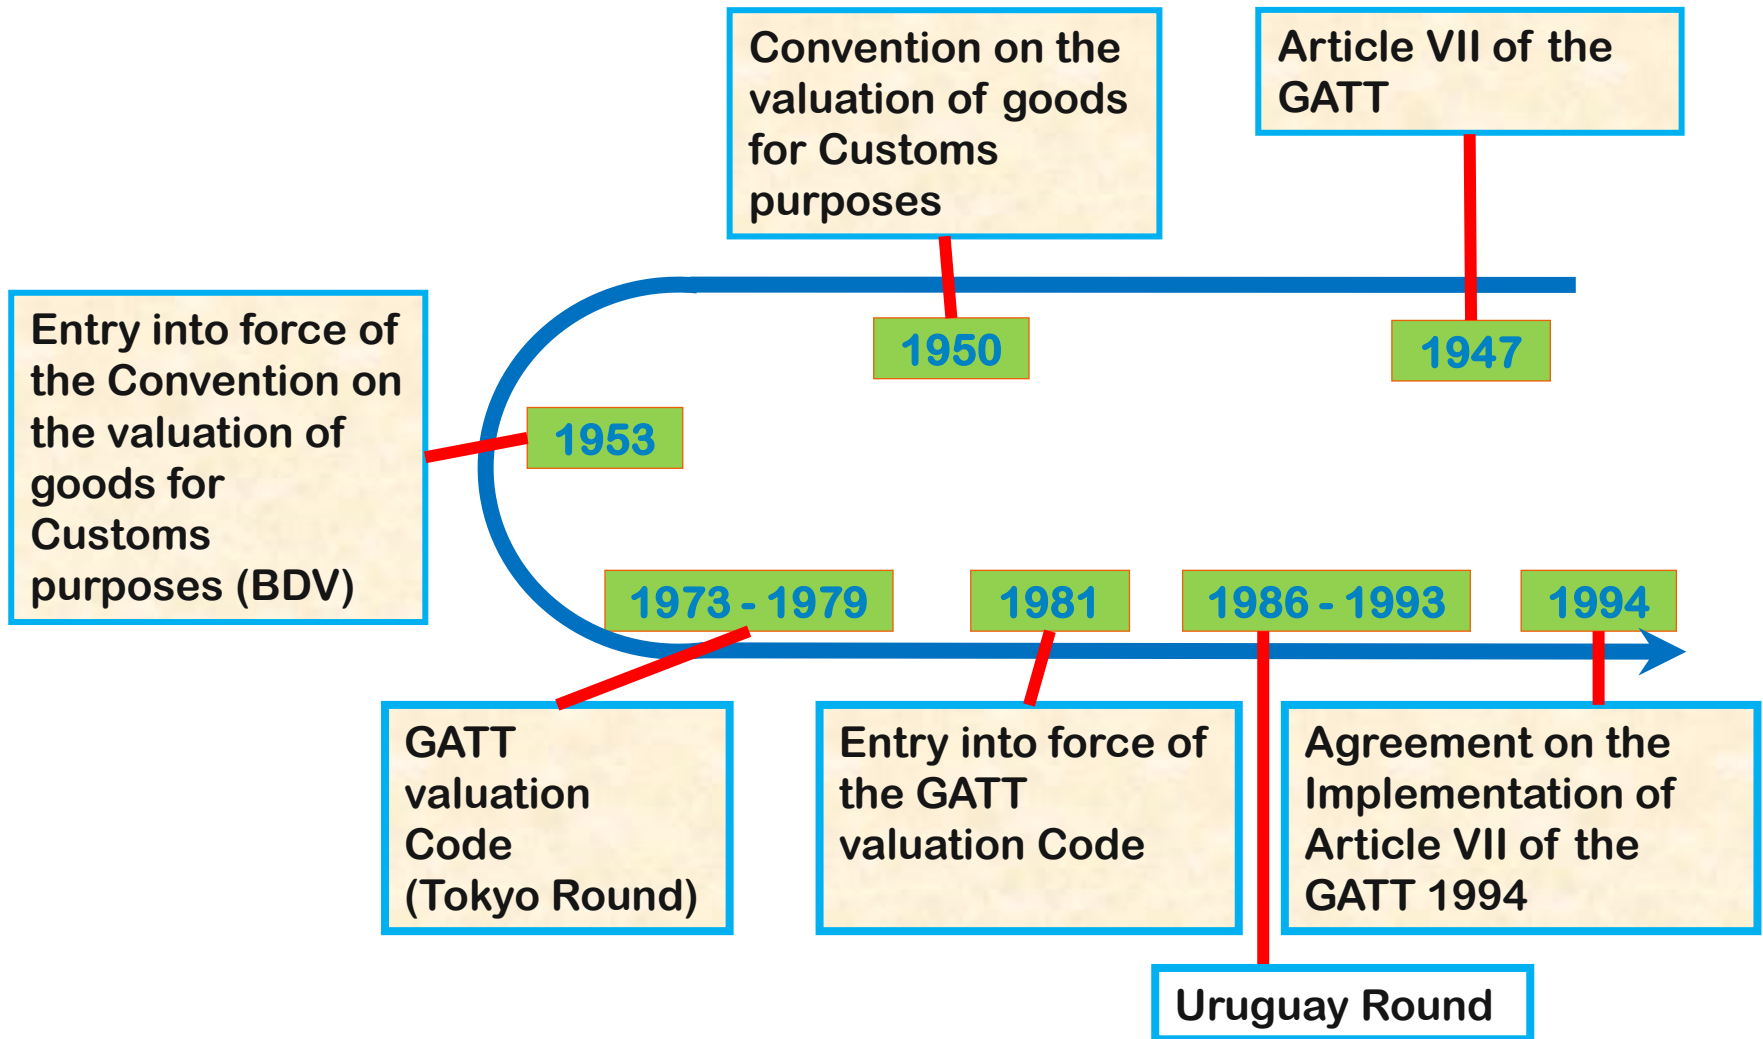 Convention on the
valuation of goods
for Customs
purposes
Article VII of the
GATT
1950
1947
Entry into force of
the Convention on
the valuation of
goods for
Customs
purposes (BDV)
1953
1973 - 1979
1981
1986 - 1993
1994
GATT
valuation
Code
(Tokyo Round)
Entry into force of
the GATT
valuation Code
Agreement on the
Implementation of
Article VII of the
GATT 1994
Uruguay Round